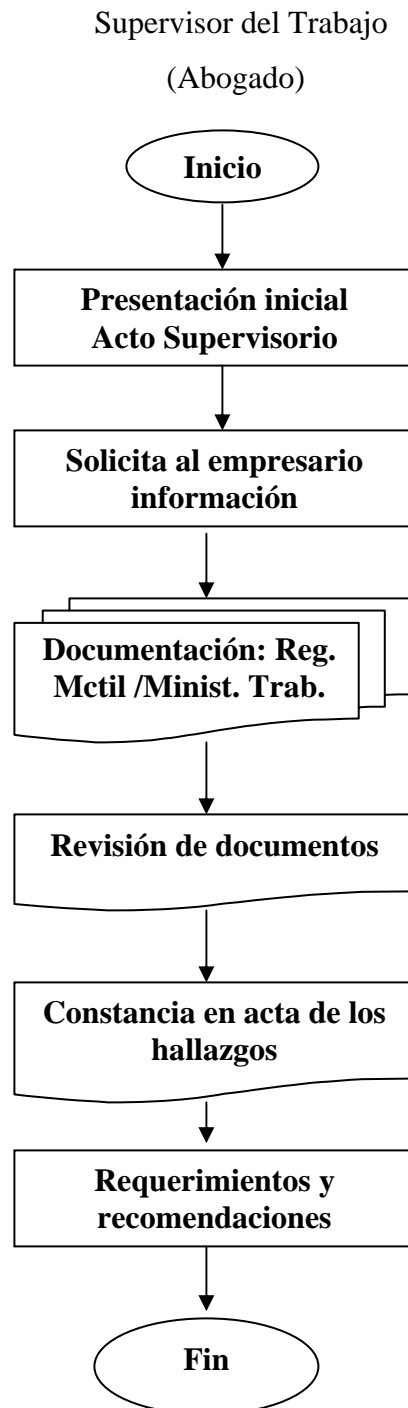 Supervisor del Trabajo
(Abogado)
Inicio
Presentación inicial
Acto Supervisorio
Solicita al empresario
información
Documentación: Reg.
Mctil /Minist. Trab.
Revisión de documentos
Constancia en acta de los
hallazgos
Requerimientos y
recomendaciones
Fin